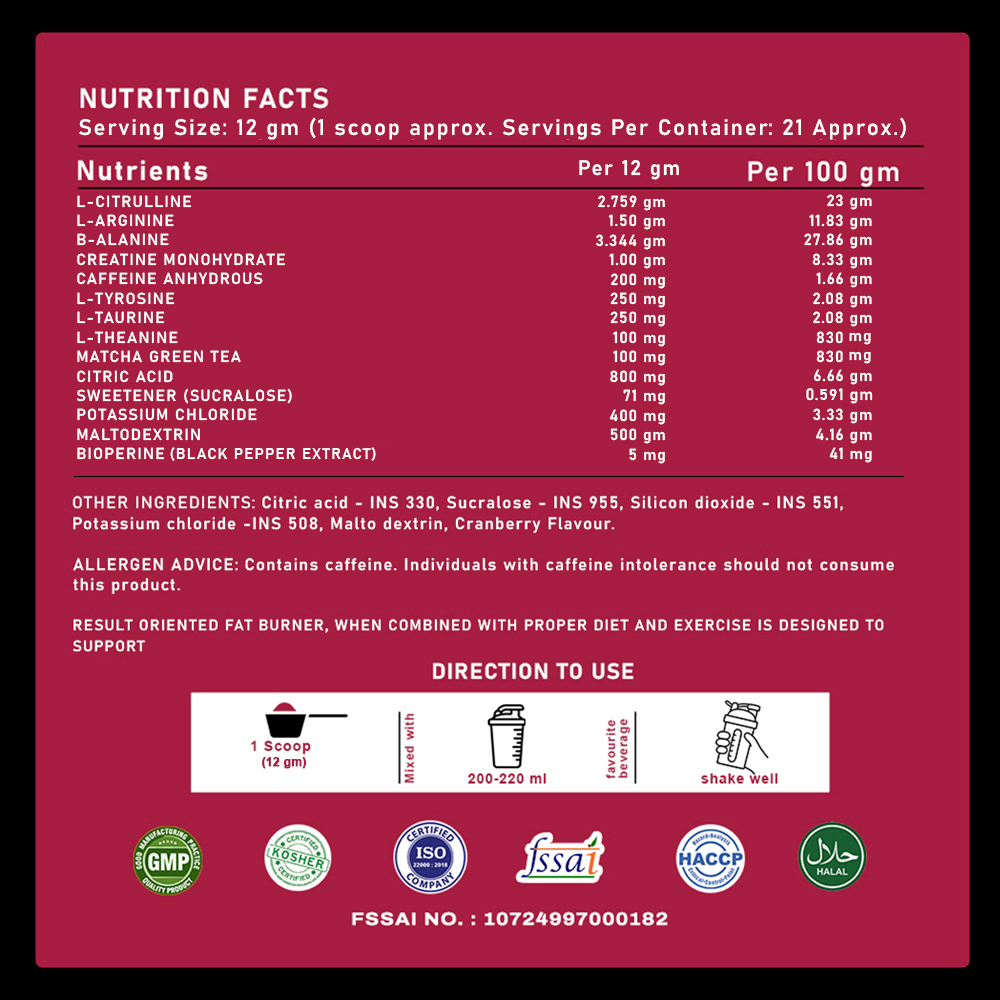 NUTRITION FACTS
Serving Size: 12 gm (1 scoop approx. Servings Per Container: 21 Approx.)
Nutrients Per 12 gm Per 100 gm
L-CITRULLINE 2.759 gm 23 gm
L-ARGININE 1.50 gm 11.83 gm
B-ALANINE 3.344 gm 27.86 gm
CREATINE MONOHYDRATE 1.00 gm 8.33 gm
CAFFEINE ANHYDROUS 200 mg 1.66 gm
L-TYROSINE 250 mg 2.08 gm
L-TAURINE 250 mg 2.08 gm
L-THEANINE 100 mg 830 mg
MATCHA GREEN TEA 100 mg 830 mg
CITRIC ACID 800 mg 6.66 gm
SWEETENER (SUCRALOSE) 71 mg 0.591 gm
POTASSIUM CHLORIDE 400 mg 3.33 gm
MALTODEXTRIN 500 gm 4.16 gm
BIOPERINE (BLACK PEPPER EXTRACT) 5 mg 41 mg
OTHER INGREDIENTS: Citric acid - INS 330, Sucralose - INS 955, Silicon dioxide - INS 551,
Potassium chloride -INS 508, Malto dextrin, Cranberry Flavour.
ALLERGEN ADVICE: Contains caffeine. Individuals with caffeine intolerance should not consume
this product.
RESULT ORIENTED FAT BURNER, WHEN COMBINED WITH PROPER DIET AND EXERCISE IS DESIGNED TO
SUPPORT
DIRECTION TO USE
1 Scoop
(12 gm)
Mixed with
200-220 ml
favourite
beverage
shake well
GOOD MANUFACTURING PRACTICE
GMP
QUALITY PRODUCT
CERTIFIED
KOSHER
CERTIFIED
CERTIFIED
ISO
22000 : 2018
COMPANY
fssai
Hazard-Analysis
HACCP
Critical-Control-Point
حلال
HALAL
FSSAI NO. : 10724997000182